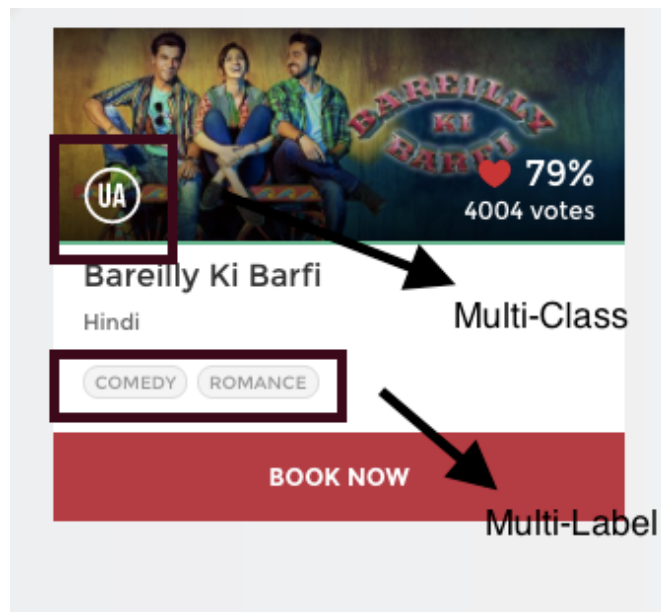 BAREILLY
KI
BARFI
79%
UA
4004 votes
Bareilly Ki Barfi
Hindi
Multi-Class
COMEDY ROMANCE
BOOK NOW
Multi-Label